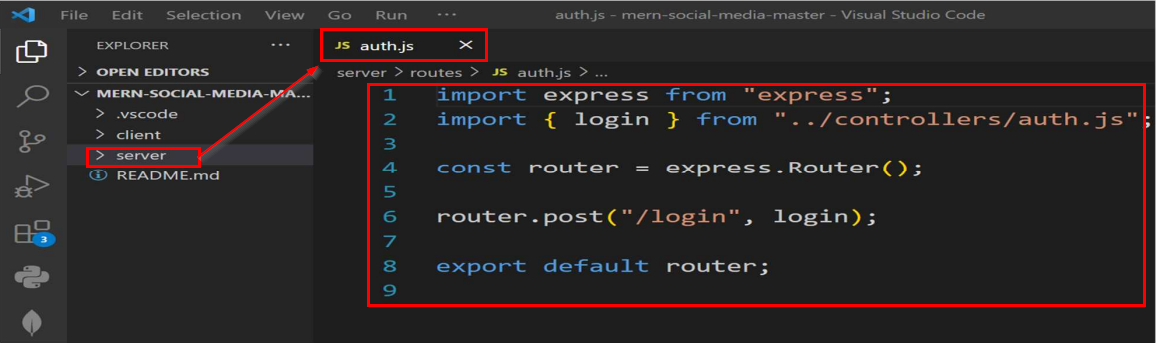 File Edit Selection View Go Run ··· auth.js - mern-social-media-master - Visual Studio Code
EXPLORER ···
> OPEN EDITORS
MERN-SOCIAL-MEDIA-MA...
> .vscode
> client
> server
README.md
3
JS auth.js ×
server > routes > JS auth.js > ...
1 import express from "express";
2 import { login } from "../controllers/auth.js";
3
4 const router = express.Router();
5
6 router.post("/login", login);
7
8 export default router;
9